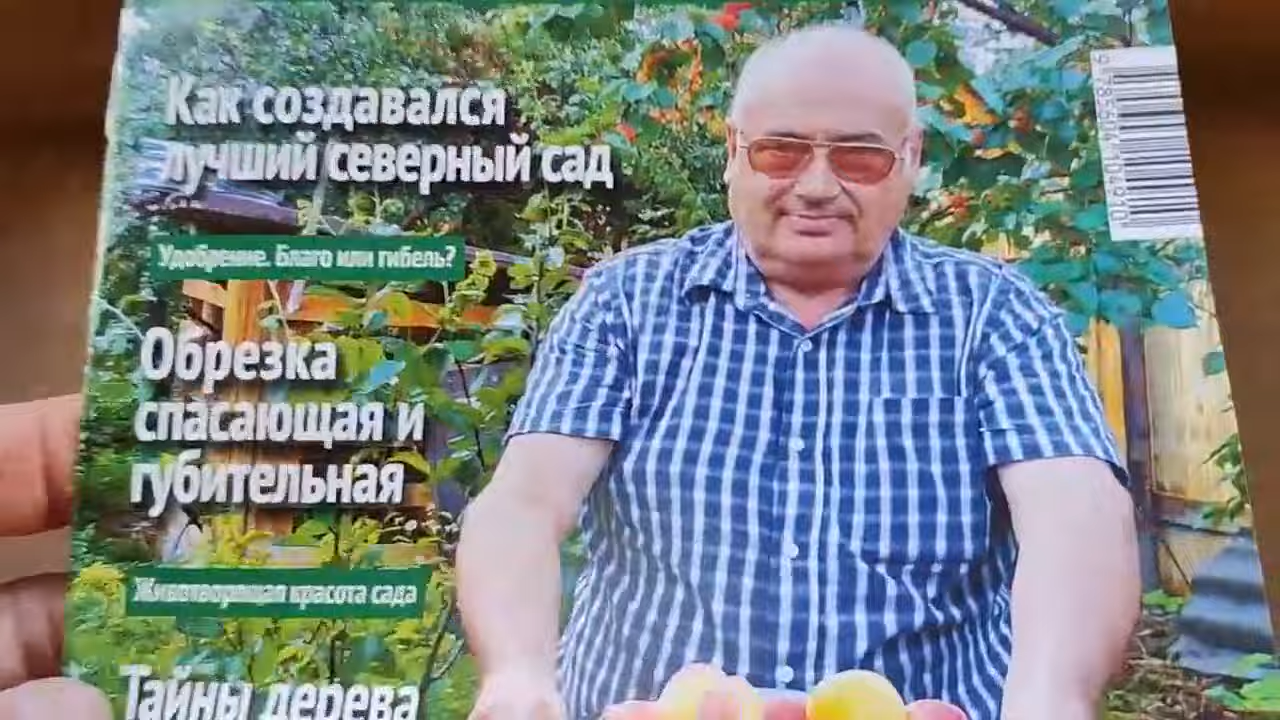 Как создавался
лучший северный сад
Удобрение. Благо или гибель?
Обрезка
спасающая и
губительная
Животворящая красота сада
Тайны дерева